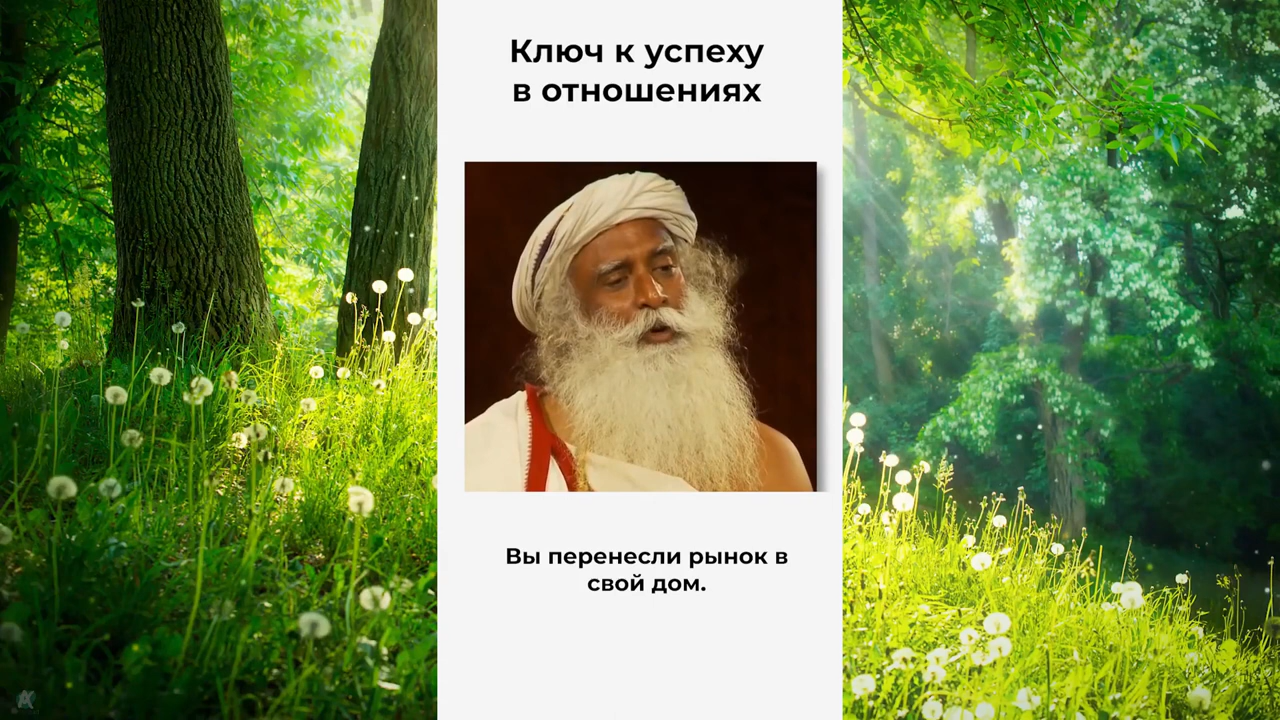 Ключ к успеху
в отношениях
Вы перенесли рынок в
свой дом.